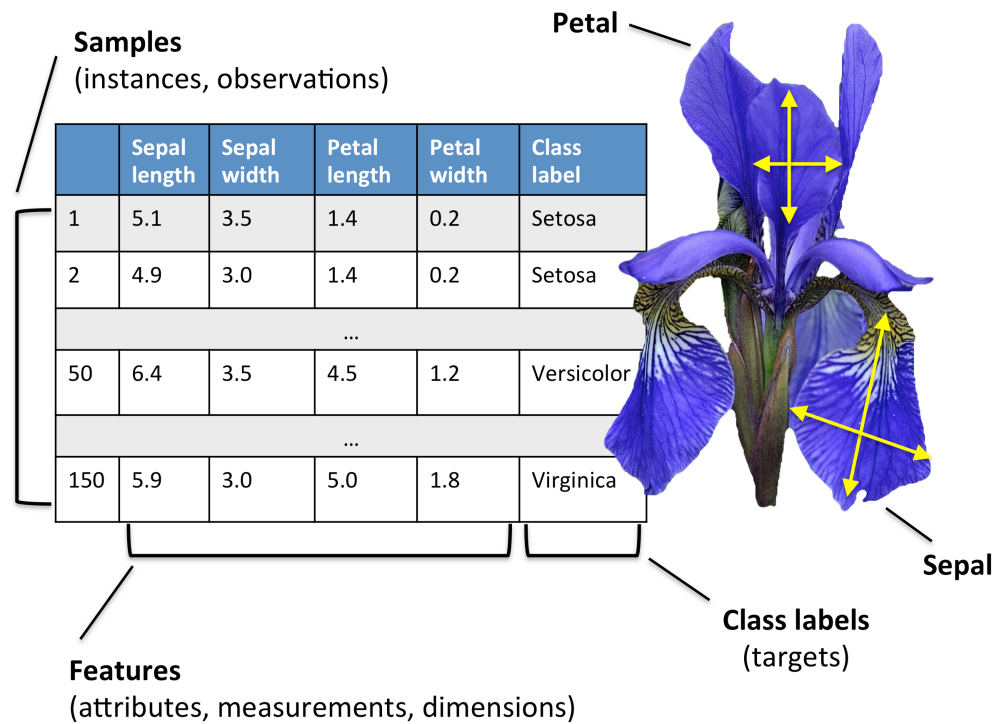 Samples
(instances, observations)
Petal
Sepal length Sepal width Petal length Petal width Class label
1 5.1 3.5 1.4 0.2 Setosa
2 4.9 3.0 1.4 0.2 Setosa
...
50 6.4 3.5 4.5 1.2 Versicolor
...
150 5.9 3.0 5.0 1.8 Virginica
Sepal
Class labels
(targets)
Features
(attributes, measurements, dimensions)